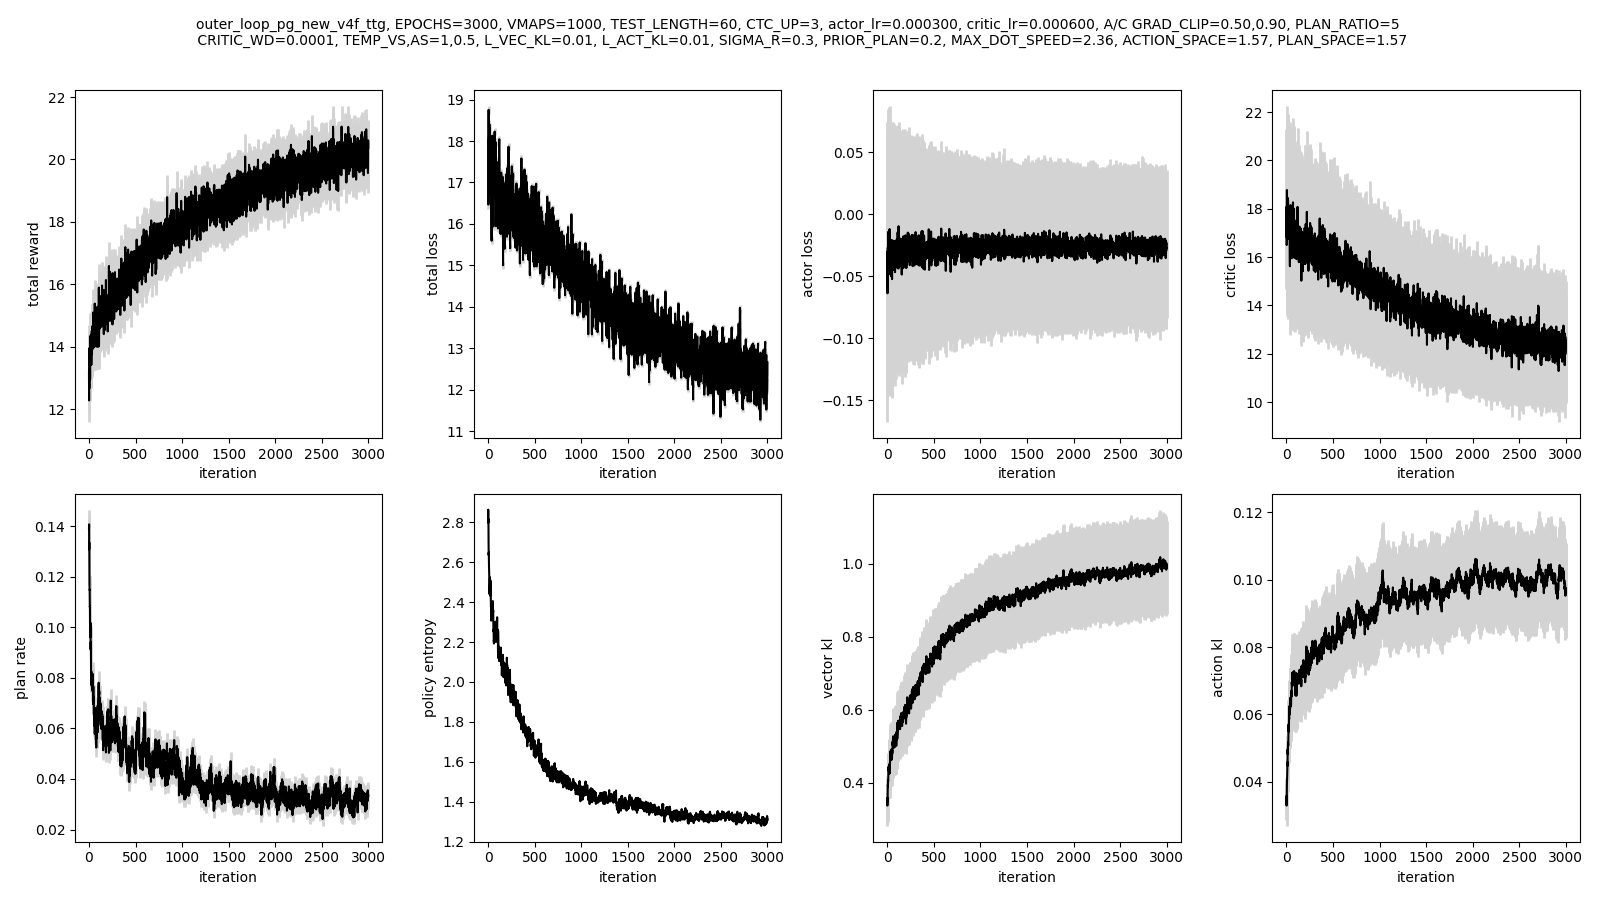 outer_loop_pg_new_v4f_ttg, EPOCHS=3000, VMAPS=1000, TEST_LENGTH=60, CTC_UP=3, actor_lr=0.000300, critic_lr=0.000600, A/C GRAD_CLIP=0.50,0.90, PLAN_RATIO=5
CRITIC_WD=0.0001, TEMP_VS,AS=1,0.5, L_VEC_KL=0.01, L_ACT_KL=0.01, SIGMA_R=0.3, PRIOR_PLAN=0.2, MAX_DOT_SPEED=2.36, ACTION_SPACE=1.57, PLAN_SPACE=1.57
total reward
22
20
18
16
14
12
0 500 1000 1500 2000 2500 3000
iteration
total loss
19
18
17
16
15
14
13
12
11
0 500 1000 1500 2000 2500 3000
iteration
actor loss
0.05
0.00
−0.05
−0.10
−0.15
0 500 1000 1500 2000 2500 3000
iteration
critic loss
22
20
18
16
14
12
10
0 500 1000 1500 2000 2500 3000
iteration
plan rate
0.14
0.12
0.10
0.08
0.06
0.04
0.02
0 500 1000 1500 2000 2500 3000
iteration
policy entropy
2.8
2.6
2.4
2.2
2.0
1.8
1.6
1.4
1.2
0 500 1000 1500 2000 2500 3000
iteration
vector kl
1.0
0.8
0.6
0.4
0 500 1000 1500 2000 2500 3000
iteration
action kl
0.12
0.10
0.08
0.06
0.04
0 500 1000 1500 2000 2500 3000
iteration